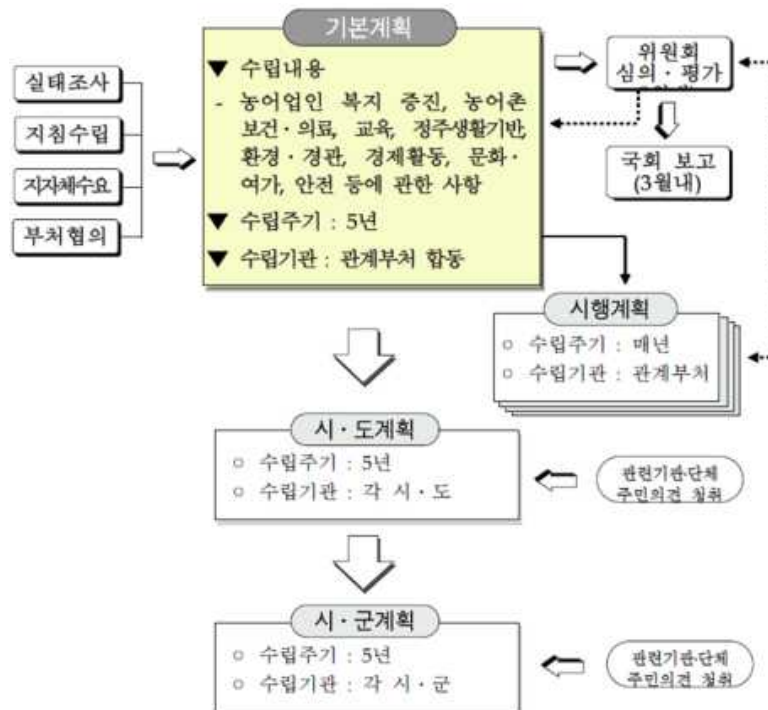 기본계획
▼ 수립내용
- 농어업인 복지 증진, 농어촌
보건·의료, 교육, 정주생활기반,
환경·경관, 경제활동, 문화·
여가, 안전 등에 관한 사항
▼ 수립주기 : 5년
▼ 수립기관 : 관계부처 합동
실태조사
지침수립
지자체수요
부처협의
위원회
심의·평가
국회 보고
(3월내)
시행계획
○ 수립주기 : 매년
○ 수립기관 : 관계부처
시·도계획
○ 수립주기 : 5년
○ 수립기관 : 각 시·도
관련기관·단체
주민의견 청취
시·군계획
○ 수립주기 : 5년
○ 수립기관 : 각 시·군
관련기관·단체
주민의견 청취